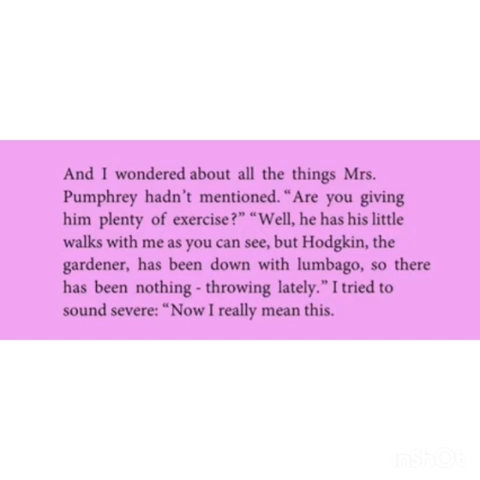 And I wondered about all the things Mrs.
Pumphrey hadn't mentioned. “Are you giving
him plenty of exercise?” “Well, he has his little
walks with me as you can see, but Hodgkin, the
gardener, has been down with lumbago, so there
has been nothing - throwing lately.” I tried to
sound severe: “Now I really mean this.